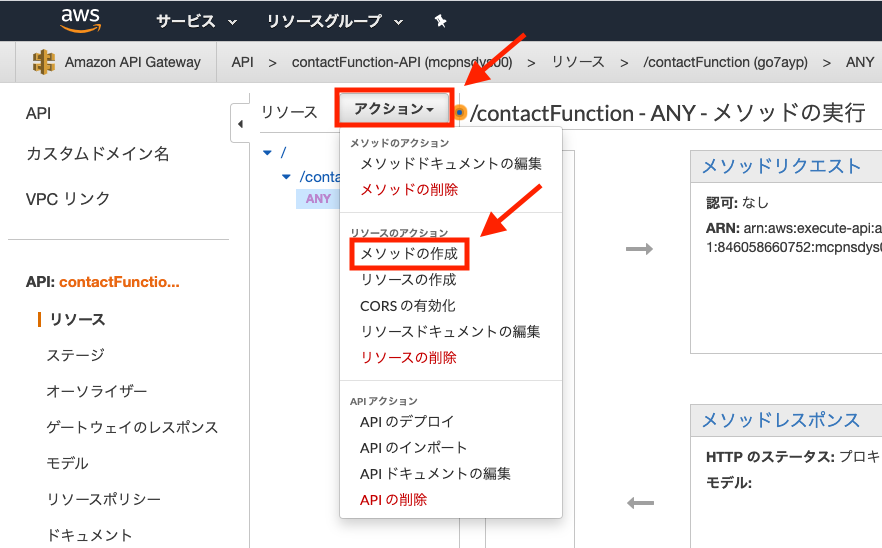 aws サービス リソースグループ
Amazon API Gateway API > contactFunction-API (mcpnsdys00) > リソース > /contactFunction (go7ayp) > ANY
API
カスタムドメイン名
VPC リンク
API: contactFunctio...
リソース
ステージ
オーソライザー
ゲートウェイのレスポンス
モデル
リソースポリシー
ドキュメント
リソース アクション
/
/conta
ANY
メソッドのアクション
メソッドドキュメントの編集
メソッドの削除
リソースのアクション
メソッドの作成
リソースの作成
CORS の有効化
リソースドキュメントの編集
リソースの削除
API アクション
API のデプロイ
API のインポート
API ドキュメントの編集
API の削除
/contactFunction - ANY - メソッドの実行
メソッドリクエスト
認可: なし
ARN: arn:aws:execute-api:a
1:846058660752:mcpnsdys0
メソッドレスポンス
HTTP のステータス: プロキ
モデル: